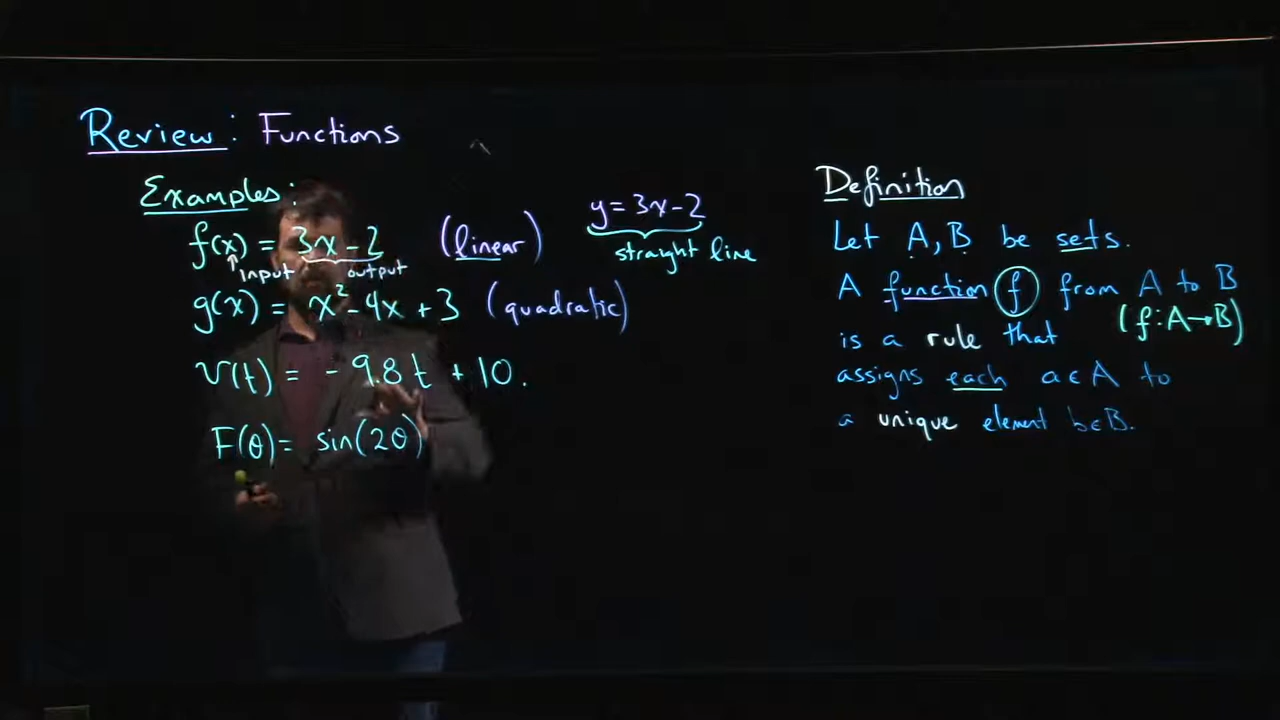 Review: Functions
Examples:
f(x) = 3x-2 (linear)
input output
y = 3x-2
straight line
g(x) = x² - 4x + 3 (quadratic)
v(t) = - 9.8t + 10.
F(θ) = sin(2θ)
Definition
Let A, B be sets.
A function f from A to B
(f: A→B)
is a rule that
assigns each a∈A to
a unique element b∈B.